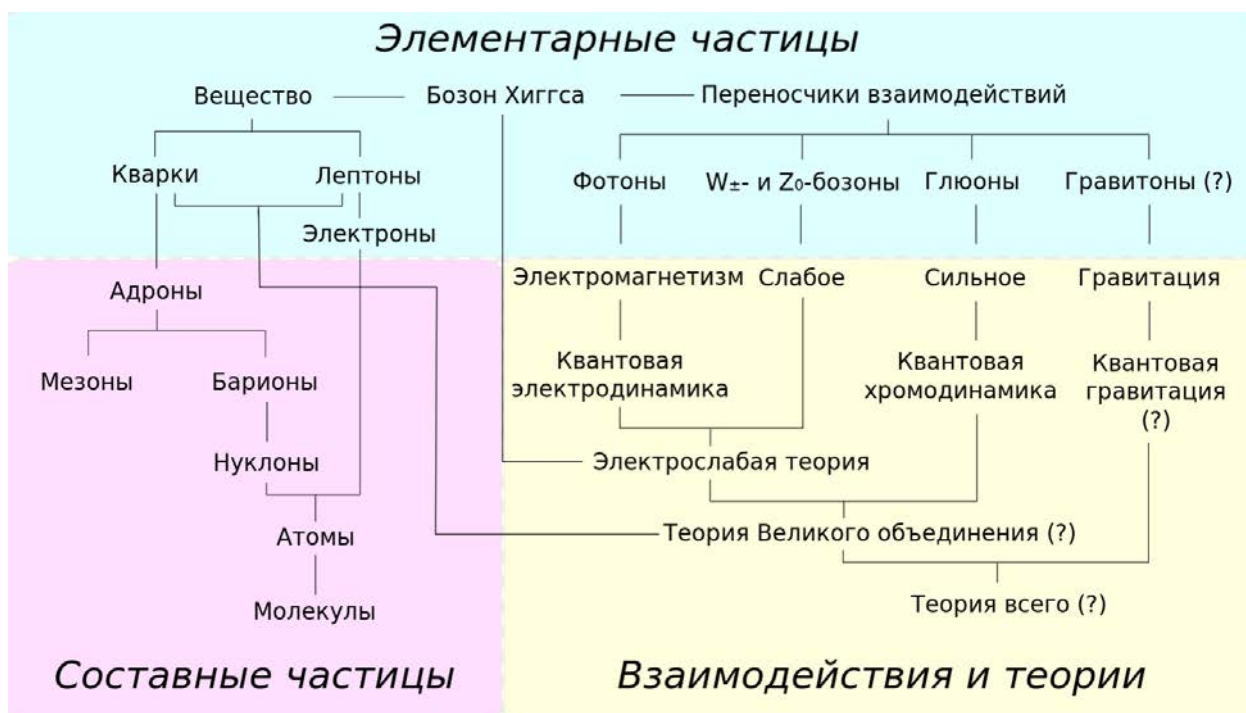 Элементарные частицы
Вещество Бозон Хиггса Переносчики взаимодействий
Кварки Лептоны Фотоны W±- и Z0-бозоны Глюоны Гравитоны (?)
Электроны
Адроны Электромагнетизм Слабое Сильное Гравитация
Мезоны Барионы
Квантовая
электродинамика
Квантовая
хромодинамика
Квантовая
гравитация
(?)
Нуклоны Электрослабая теория
Атомы Теория Великого объединения (?)
Молекулы Теория всего (?)
Составные частицы Взаимодействия и теории